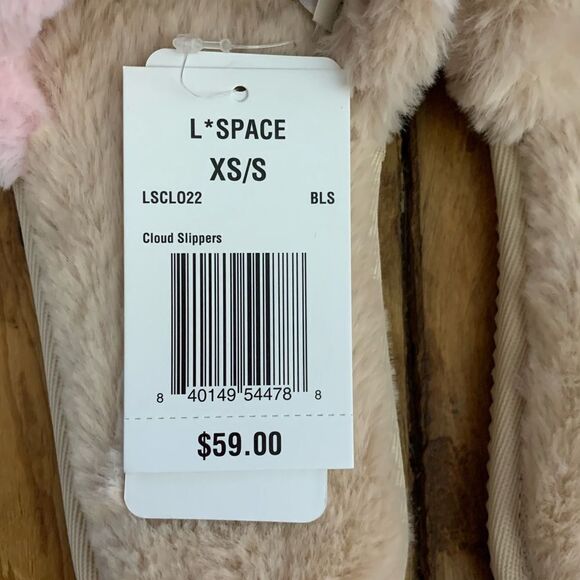 L*SPACE
XS/S
LSCLO22 BLS
Cloud Slippers
8 40149 54478 8
$59.00